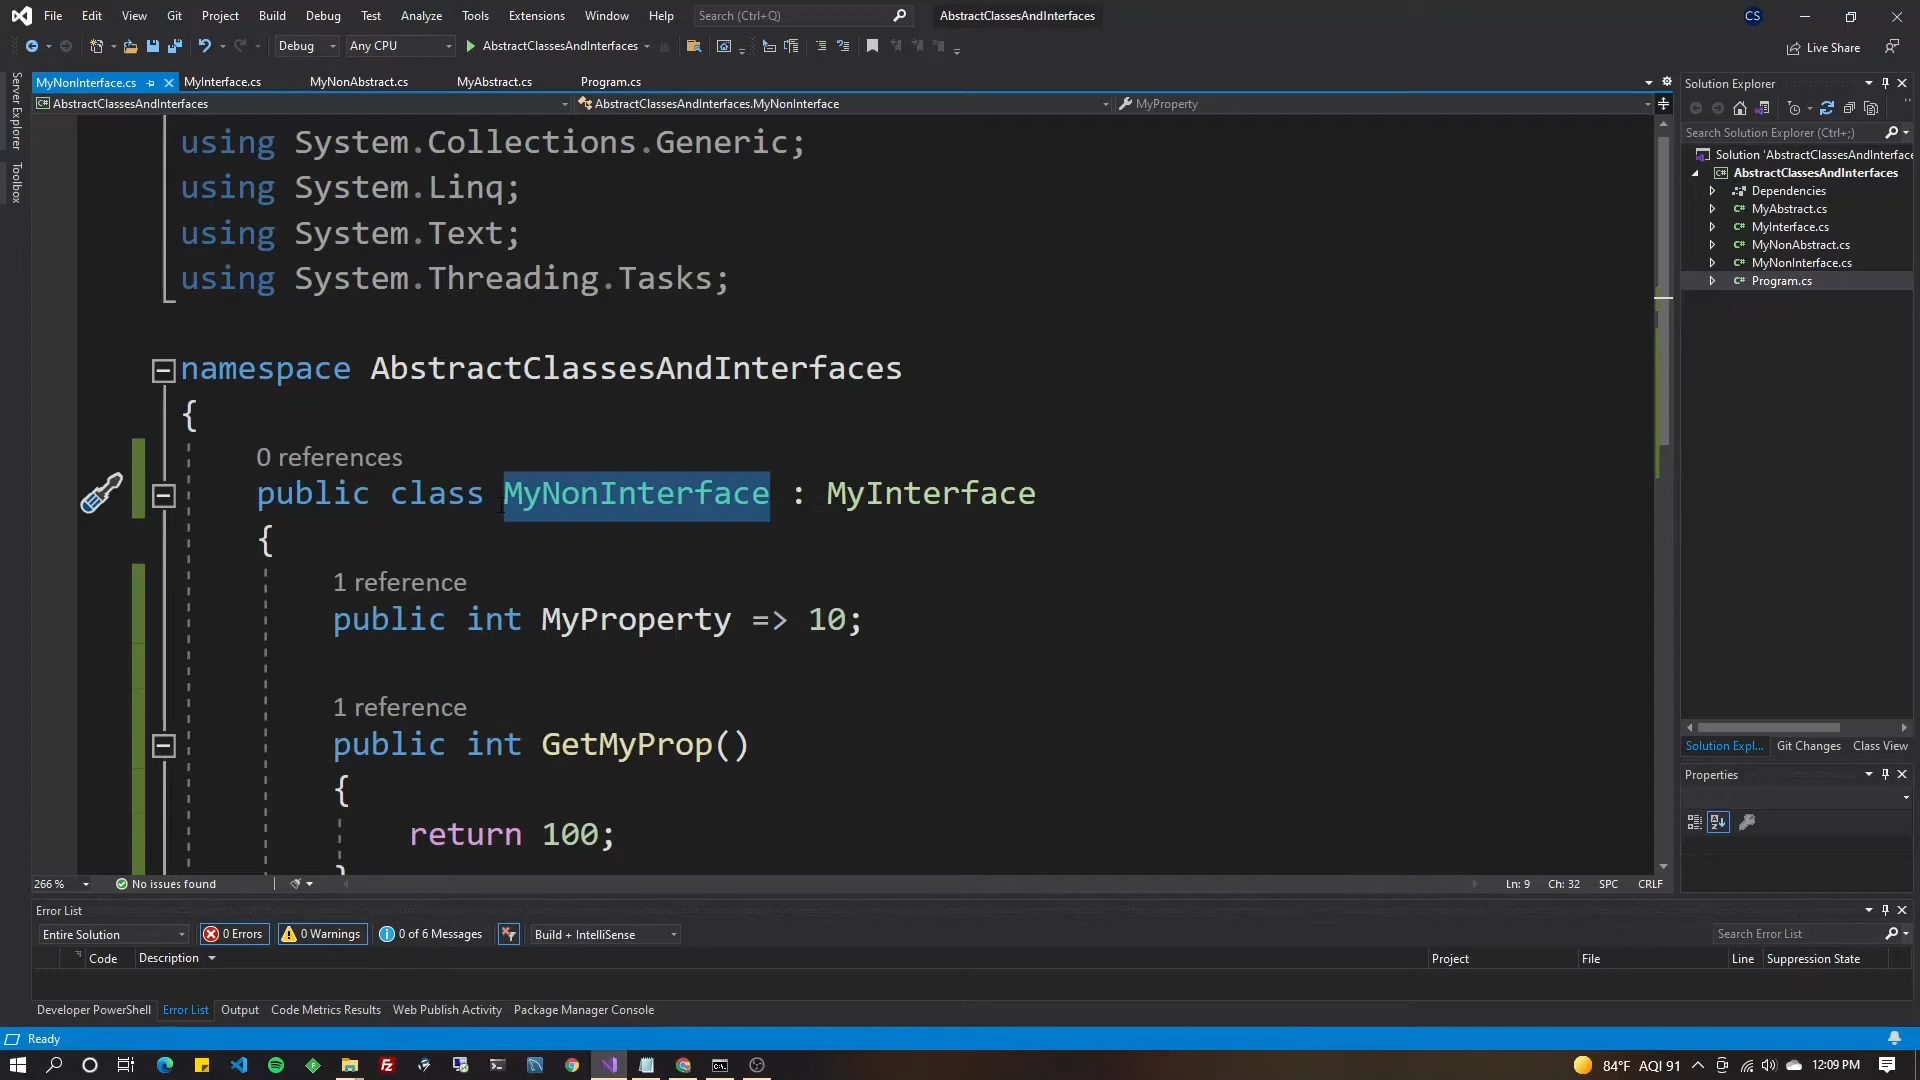 File Edit View Git Project Build Debug Test Analyze Tools Extensions Window Help Search (Ctrl+Q) AbstractClassesAndInterfaces CS
Debug Any CPU AbstractClassesAndInterfaces Live Share
Server Explorer
Toolbox
MyNonInterface.cs MyInterface.cs MyNonAbstract.cs MyAbstract.cs Program.cs
AbstractClassesAndInterfaces AbstractClassesAndInterfaces.MyNonInterface MyProperty
using System.Collections.Generic;
using System.Linq;
using System.Text;
using System.Threading.Tasks;
namespace AbstractClassesAndInterfaces
{
0 references
public class MyNonInterface : MyInterface
{
1 reference
public int MyProperty => 10;
1 reference
public int GetMyProp()
{
return 100;
}
266 % No issues found Ln: 9 Ch: 32 SPC CRLF
Solution Explorer
Search Solution Explorer (Ctrl+;)
Solution 'AbstractClassesAndInterface
AbstractClassesAndInterfaces
Dependencies
C# MyAbstract.cs
C# MyInterface.cs
C# MyNonAbstract.cs
C# MyNonInterface.cs
C# Program.cs
Solution Expl... Git Changes Class View
Properties
Error List
Entire Solution 0 Errors 0 Warnings 0 of 6 Messages Build + IntelliSense Search Error List
Code Description Project File Line Suppression State
Developer PowerShell Error List Output Code Metrics Results Web Publish Activity Package Manager Console
Ready
84°F AQI 91 12:09 PM